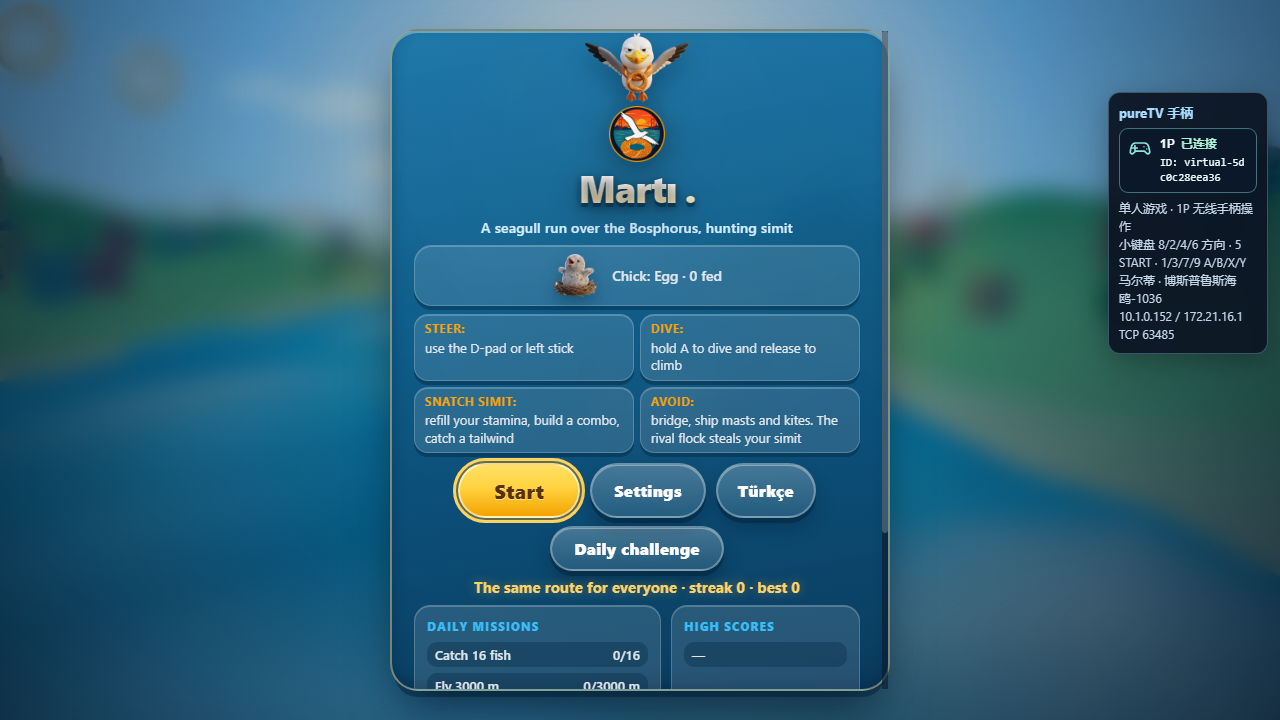 Martı .
A seagull run over the Bosphorus, hunting simit
Chick: Egg · 0 fed
STEER:
use the D-pad or left stick
DIVE:
hold A to dive and release to
climb
SNATCH SIMIT:
refill your stamina, build a combo,
catch a tailwind
AVOID:
bridge, ship masts and kites. The
rival flock steals your simit
Start
Settings
Türkçe
Daily challenge
The same route for everyone · streak 0 · best 0
DAILY MISSIONS
Catch 16 fish 0/16
Fly 3000 m 0/3000 m
HIGH SCORES
—
pureTV 手柄
1P 已连接
ID: virtual-5d
c0c28eea36
单人游戏 · 1P 无线手柄操
作
小键盘 8/2/4/6 方向 · 5
START · 1/3/7/9 A/B/X/Y
马尔蒂 · 博斯普鲁斯海
鸥-1036
10.1.0.152 / 172.21.16.1
TCP 63485